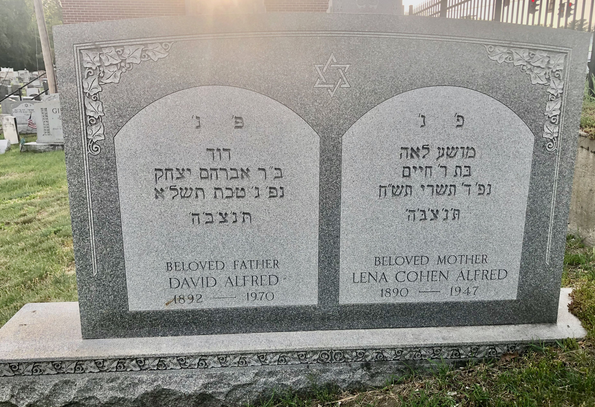 פ׳ נ׳
דוד
ב׳ר אברהם יצחק
נפ׳ ג׳ טבת תשל׳א
תנצב׳ה
BELOVED FATHER
DAVID ALFRED
1892 — 1970
פ׳ נ׳
מושע לאה
בת ר׳ חיים
נפ׳ ד׳ תשרי תש׳ח
ת׳נ׳צ׳ב׳ה׳
BELOVED MOTHER
LENA COHEN ALFRED
1890 — 1947